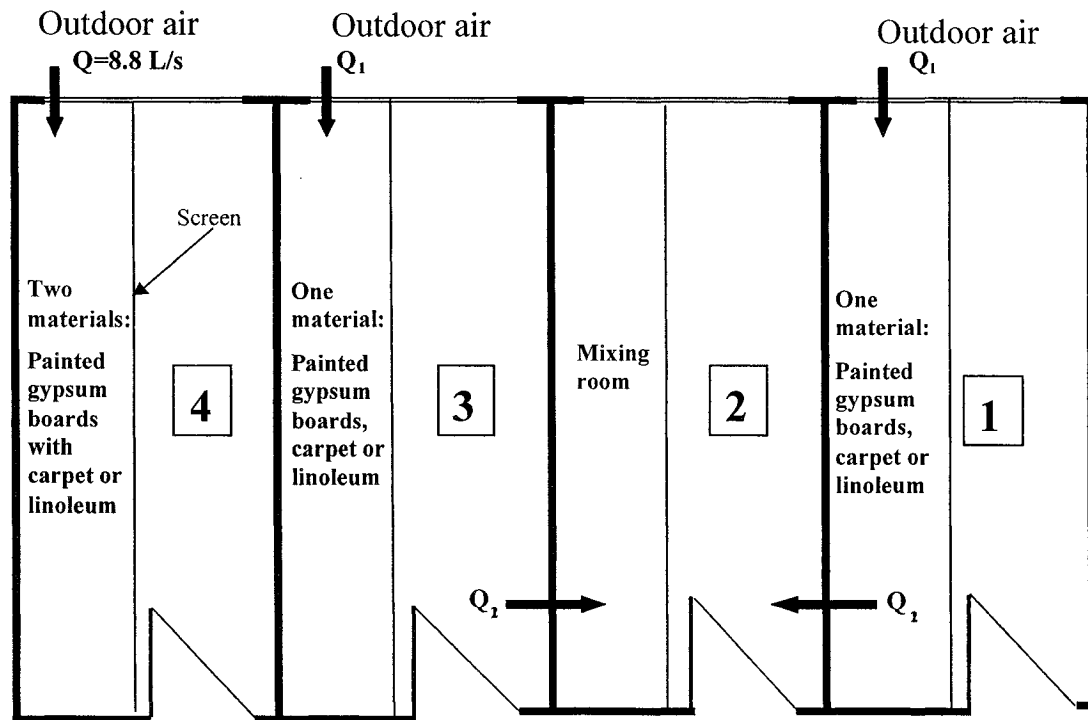 Outdoor air
Q=8.8 L/s
Outdoor air
Q₁
Outdoor air
Q₁
Screen
Two
materials:
Painted
gypsum
boards
with
carpet or
linoleum
4
One
material:
Painted
gypsum
boards,
carpet or
linoleum
3
Mixing
room
2
One
material:
Painted
gypsum
boards,
carpet or
linoleum
1
Q₂
Q₂